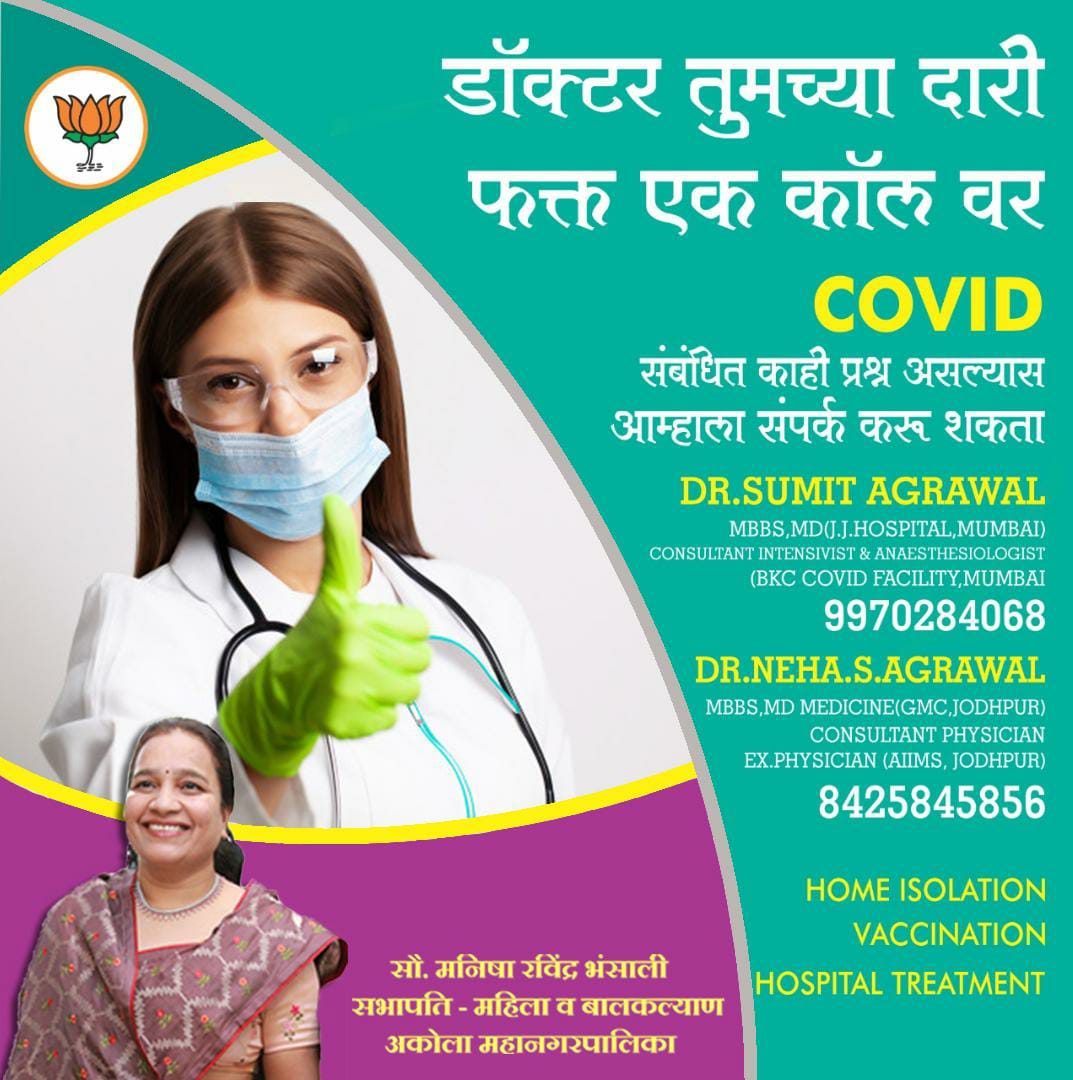 डॉक्टर तुमच्या दारी
फक्त एक कॉल वर
COVID
संबंधित काही प्रश्न असल्यास
आम्हाला संपर्क करू शकता
DR.SUMIT AGRAWAL
MBBS,MD(J.J.HOSPITAL,MUMBAI)
CONSULTANT INTENSIVIST & ANAESTHESIOLOGIST
(BKC COVID FACILITY,MUMBAI
9970284068
DR.NEHA.S.AGRAWAL
MBBS,MD MEDICINE(GMC,JODHPUR)
CONSULTANT PHYSICIAN
EX.PHYSICIAN (AIIMS, JODHPUR)
8425845856
HOME ISOLATION
VACCINATION
HOSPITAL TREATMENT
सौ. मनिषा रविंद्र भंसाली
सभापति - महिला व बालकल्याण
अकोला महानगरपालिका